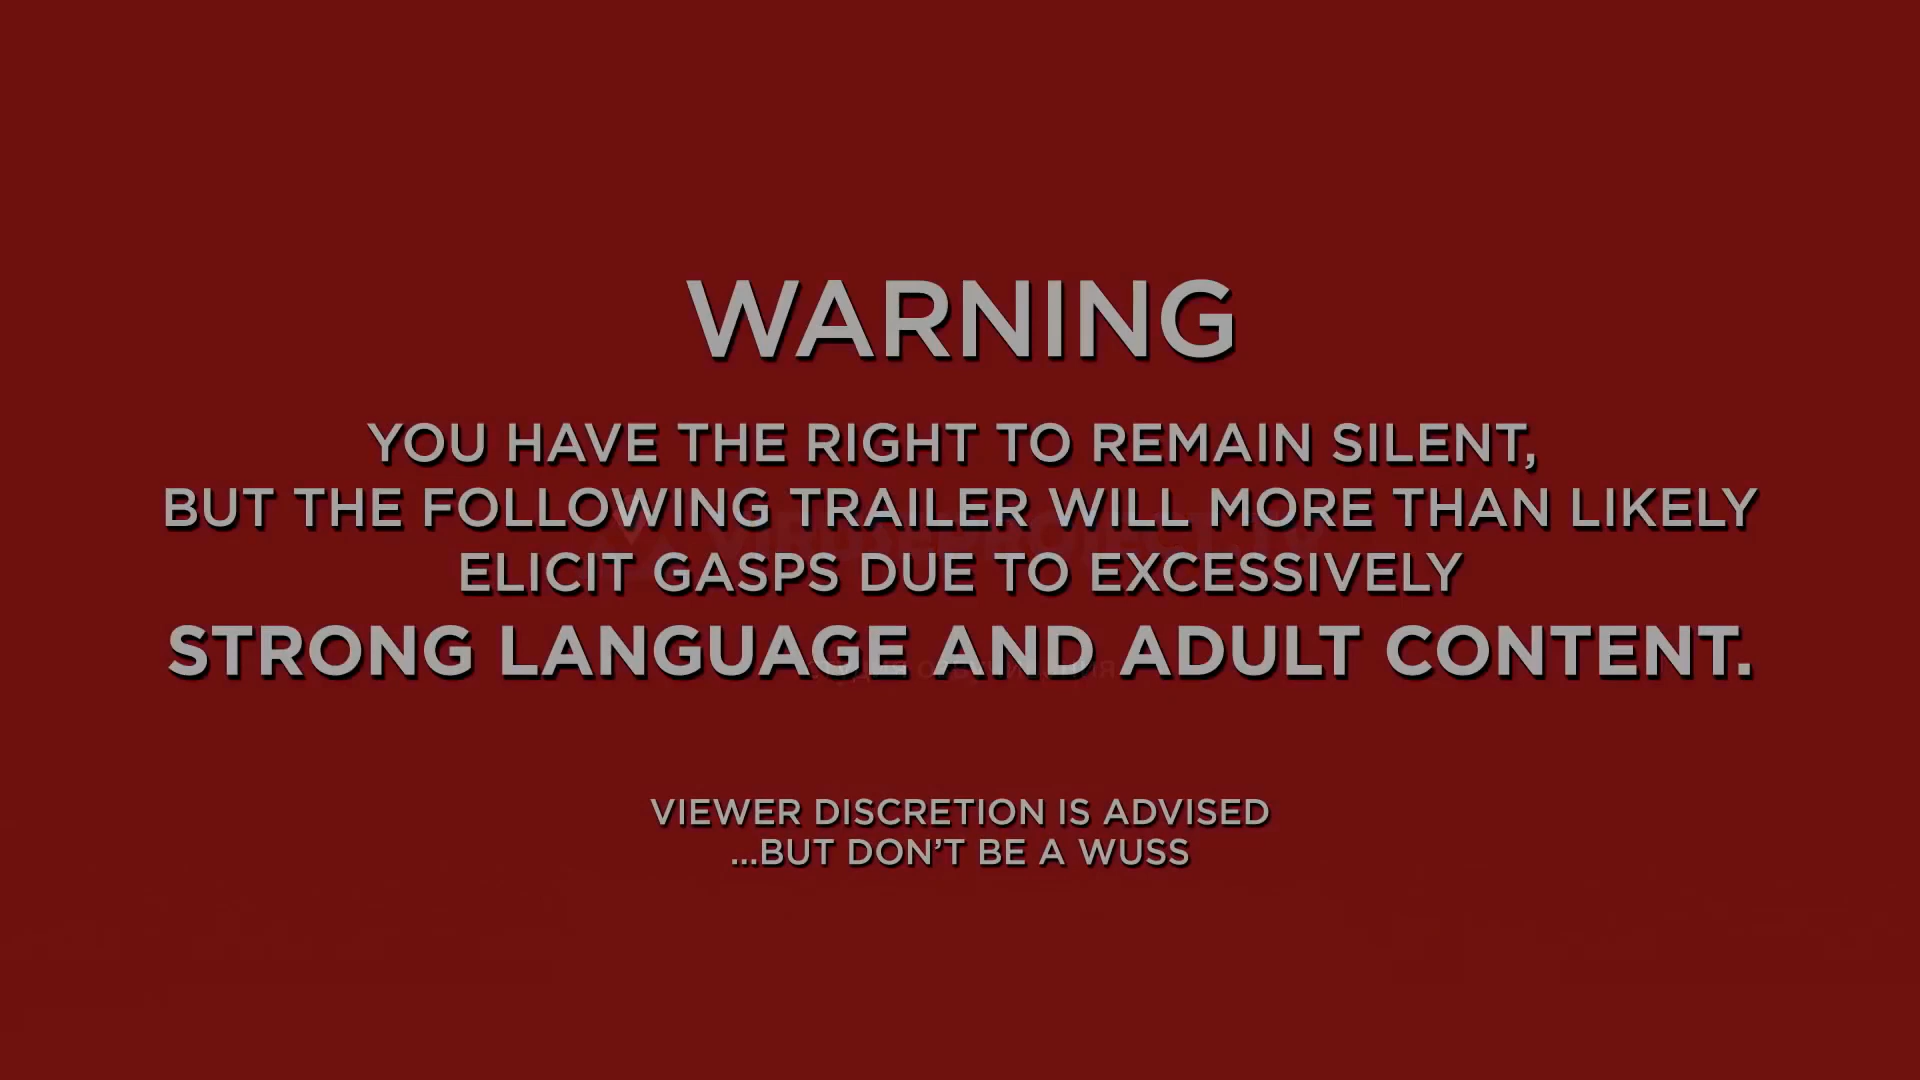 WARNING
YOU HAVE THE RIGHT TO REMAIN SILENT,
BUT THE FOLLOWING TRAILER WILL MORE THAN LIKELY
ELICIT GASPS DUE TO EXCESSIVELY
STRONG LANGUAGE AND ADULT CONTENT.
VIEWER DISCRETION IS ADVISED
...BUT DON'T BE A WUSS